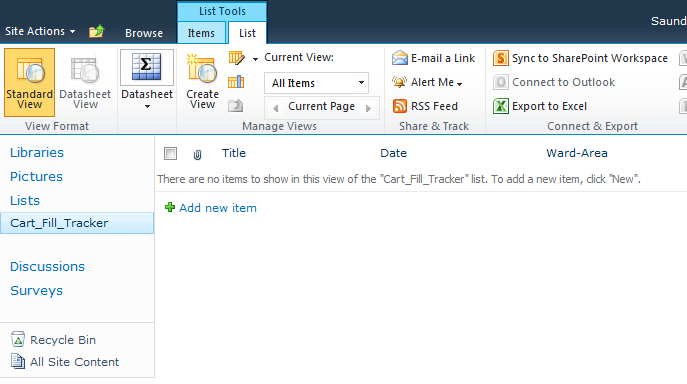 List Tools
Saund
Site Actions Browse Items List
Standard View
Datasheet View
View Format
Datasheet
Create View
Current View:
All Items
Current Page
Manage Views
E-mail a Link
Alert Me
RSS Feed
Share & Track
Sync to SharePoint Workspace
Connect to Outlook
Export to Excel
Connect & Export
Libraries
Pictures
Lists
Cart_Fill_Tracker
Discussions
Surveys
Recycle Bin
All Site Content
Title Date Ward-Area
There are no items to show in this view of the "Cart_Fill_Tracker" list. To add a new item, click "New".
Add new item